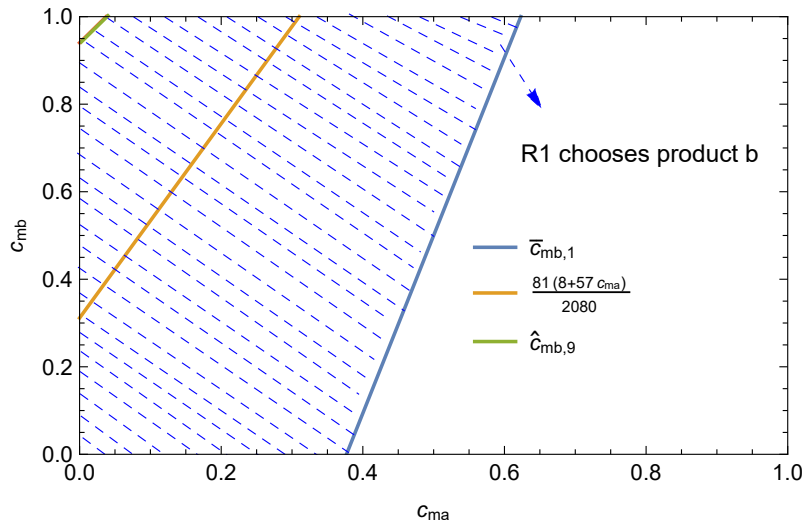 1.0
0.8
0.6
0.4
0.2
0.0
c_mb
R1 chooses product b
c̅_mb,1
81 (8+57 c_ma)
2080
ĉ_mb,9
0.0 0.2 0.4 0.6 0.8 1.0
c_ma